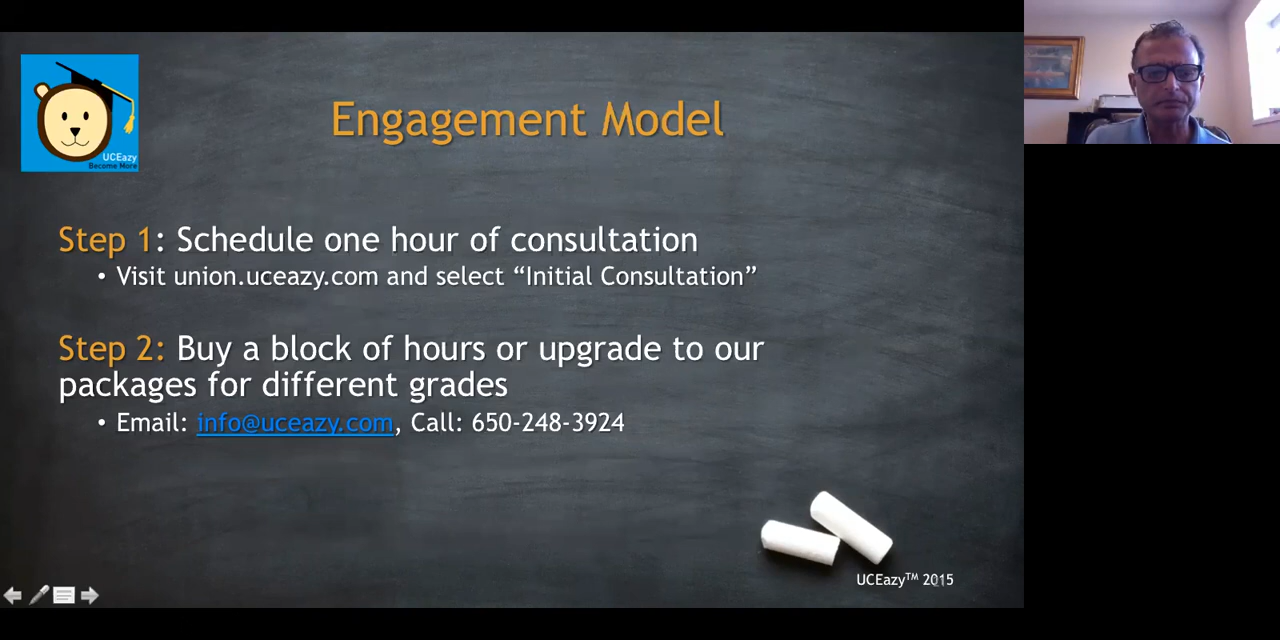 UCEazy
Become More
Engagement Model
Step 1: Schedule one hour of consultation
• Visit union.uceazy.com and select “Initial Consultation”
Step 2: Buy a block of hours or upgrade to our
packages for different grades
• Email: info@uceazy.com, Call: 650-248-3924
UCEazy™ 2015